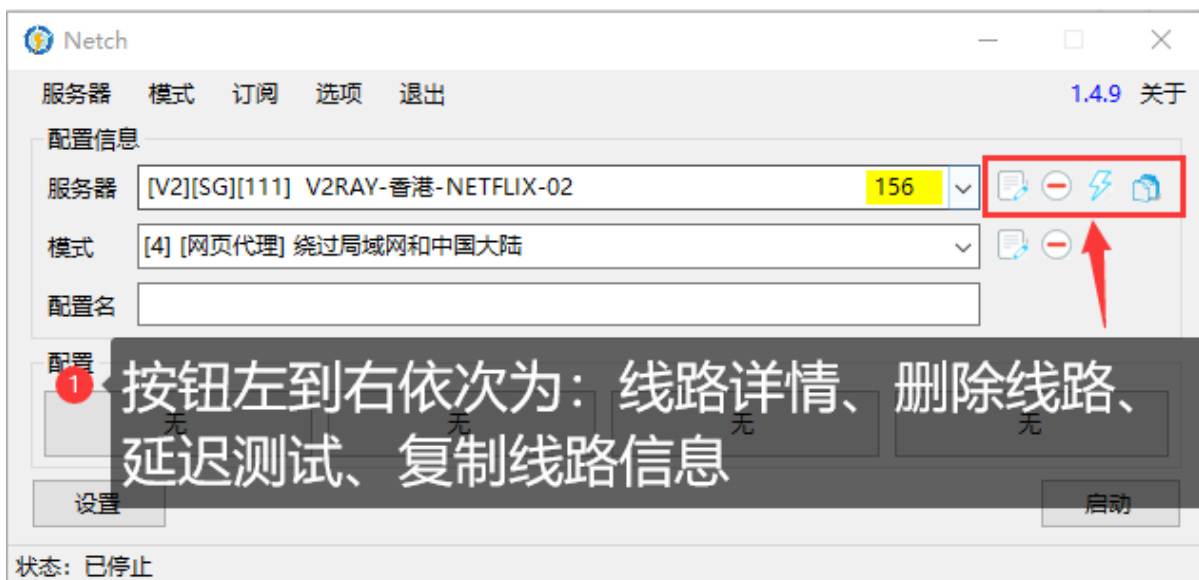 Netch
服务器 模式 订阅 选项 退出 1.4.9 关于
配置信息
服务器 [V2][SG][111] V2RAY-香港-NETFLIX-02 156
模式 [4] [网页代理] 绕过局域网和中国大陆
配置名
配置
1 按钮左到右依次为：线路详情、删除线路、
无 无 无 无
延迟测试、复制线路信息
设置 启动
状态：已停止